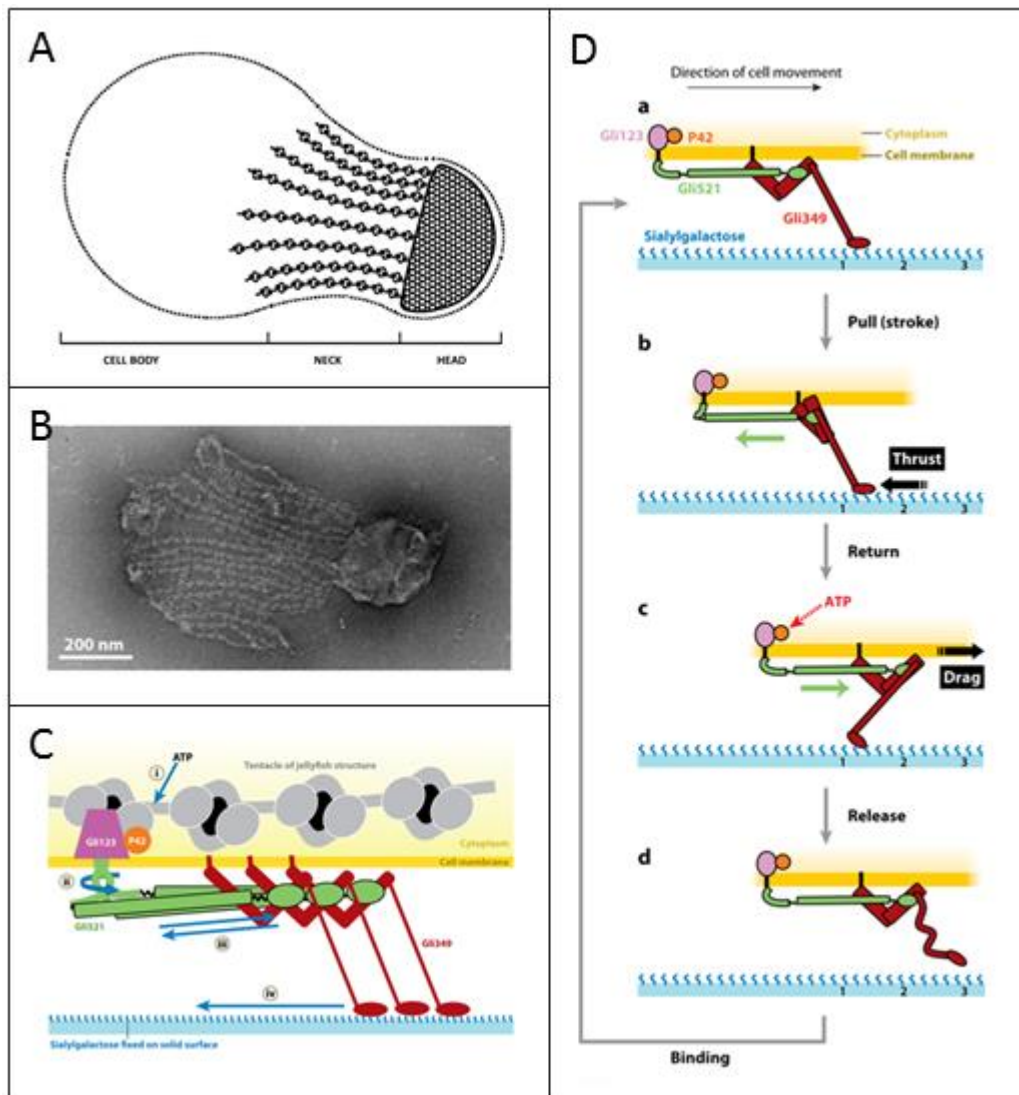 A
CELL BODY
NECK
HEAD
B
200 nm
C
ATP
i
Tentacle of jellyfish structure
Gli123
P42
Cytoplasm
Cell membrane
ii
Gli521
iii
Gli349
iv
Sialylgalactose fixed on solid surface
D
Direction of cell movement
a
Gli123
P42
Cytoplasm
Cell membrane
Gli521
Gli349
Sialylgalactose
1 2 3
Pull (stroke)
b
Thrust
1 2 3
Return
c
ATP
Drag
1 2 3
Release
d
1 2 3
Binding